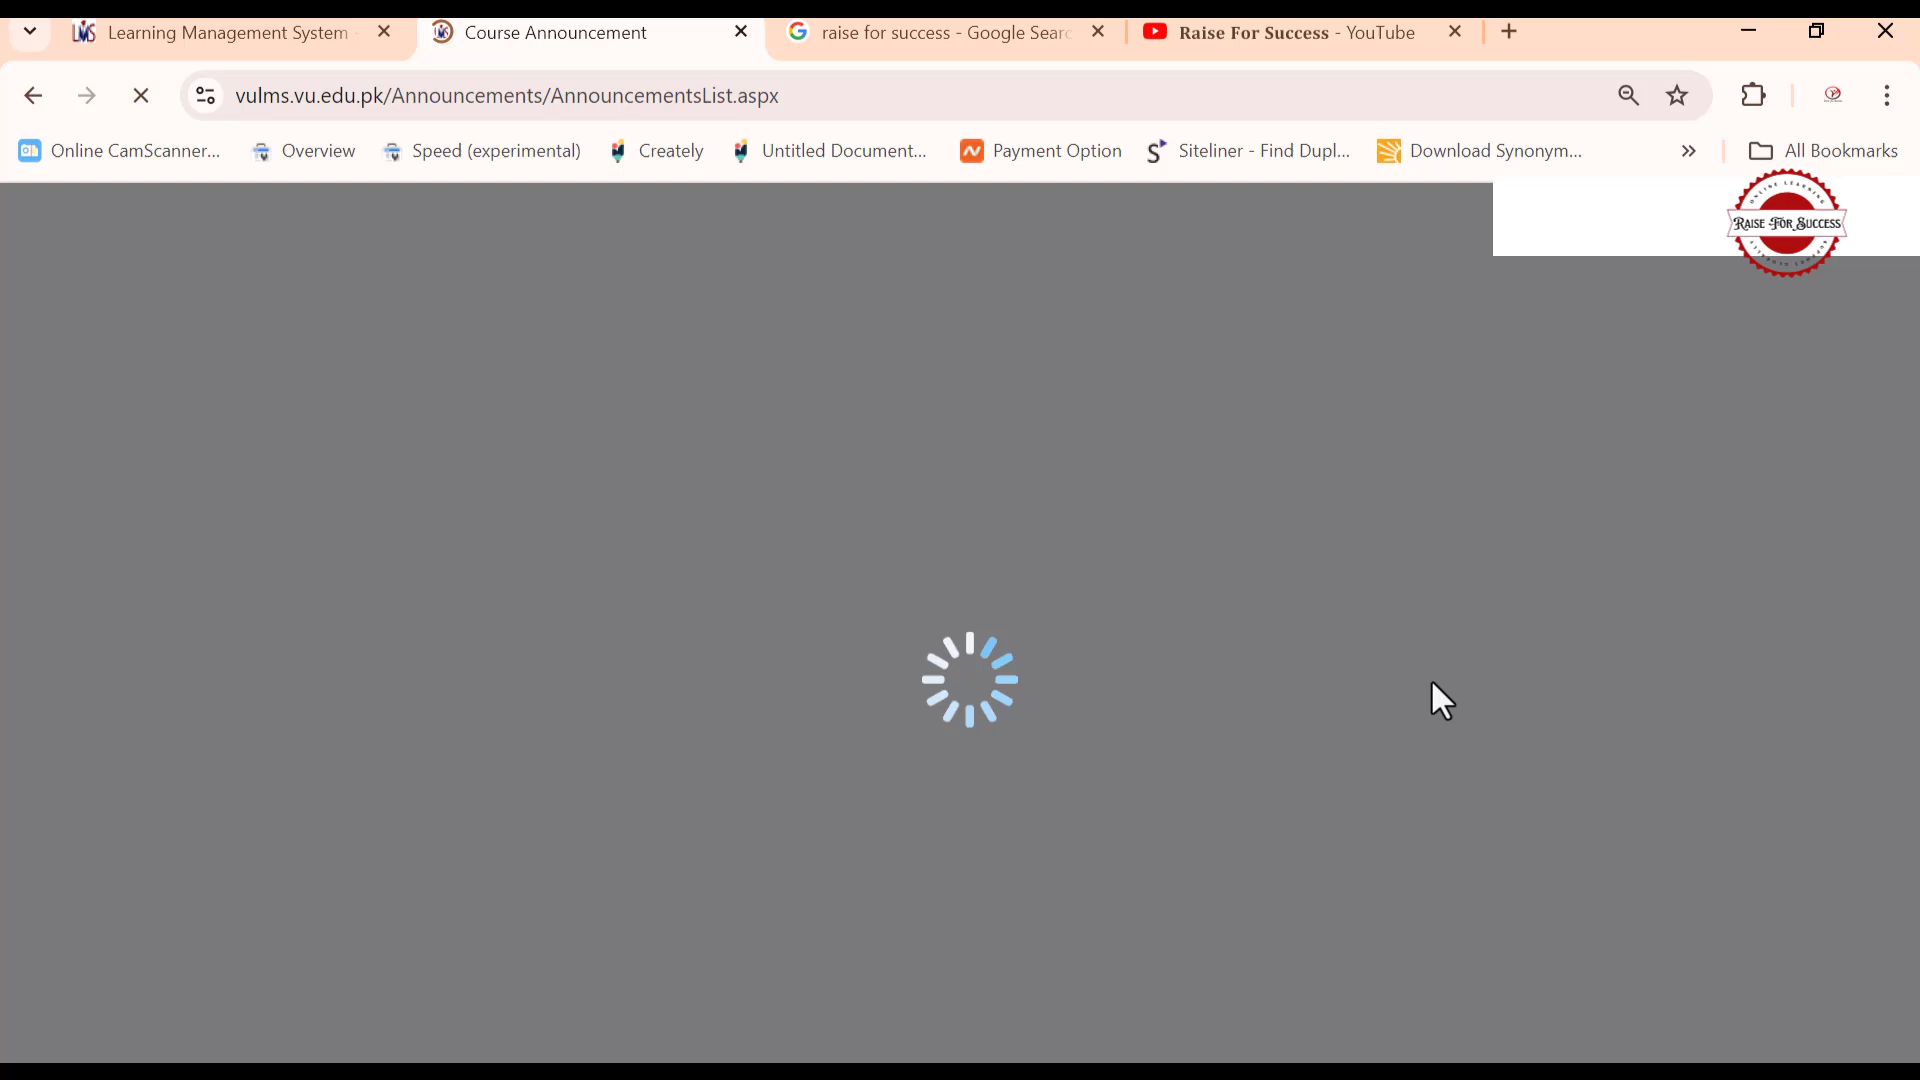 Learning Management System -
Course Announcement
raise for success - Google Searc
Raise For Success - YouTube
vulms.vu.edu.pk/Announcements/AnnouncementsList.aspx
Online CamScanner...
Overview
Speed (experimental)
Creately
Untitled Document...
Payment Option
Siteliner - Find Dupl...
Download Synonym...
All Bookmarks
ONLINE LEARNING
RAISE FOR SUCCESS